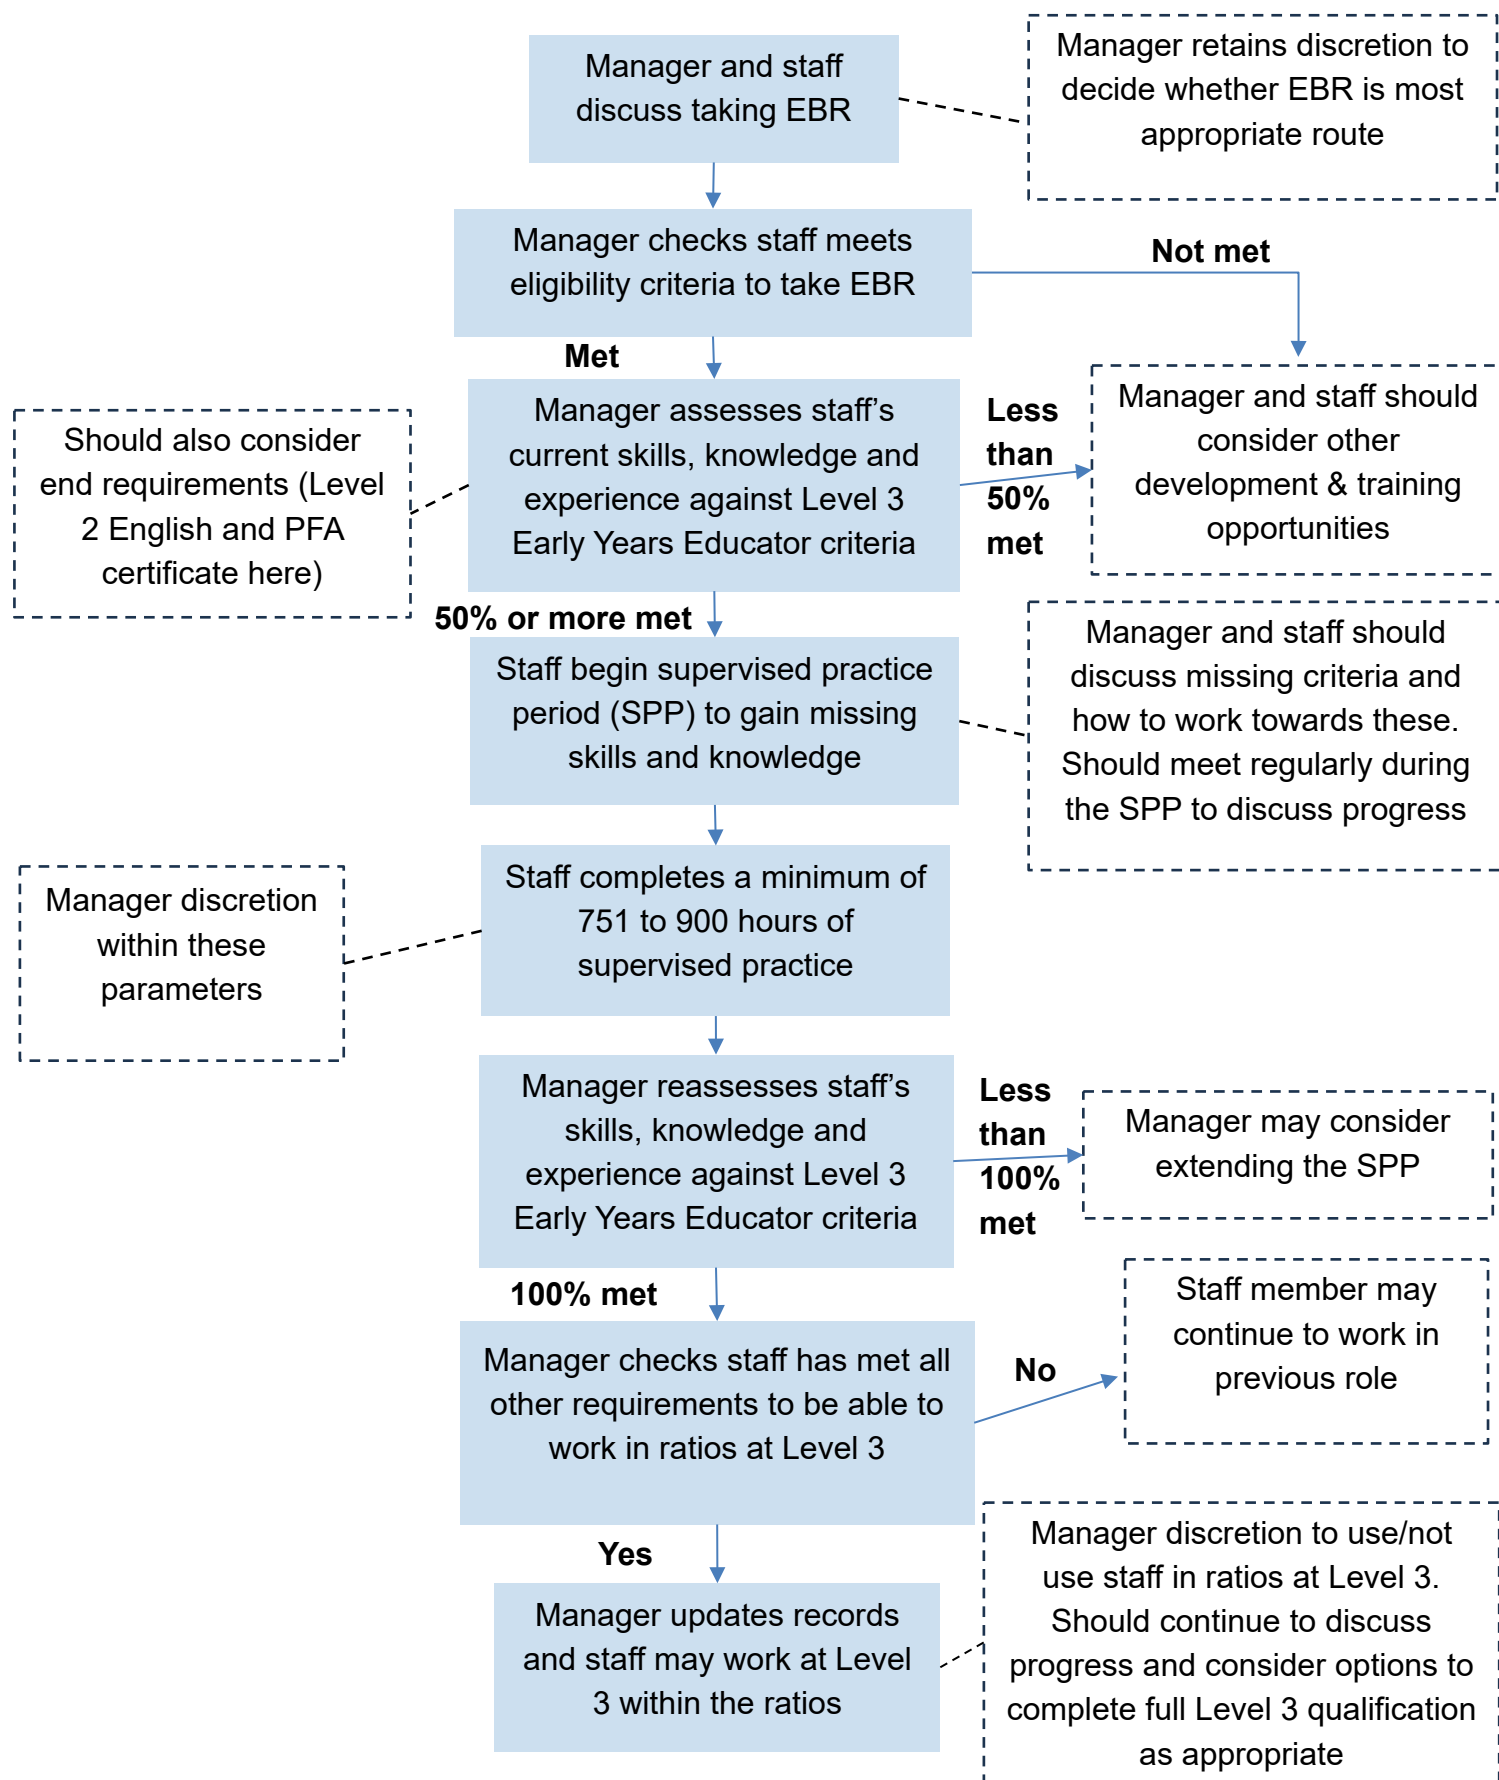 Manager and staff
discuss taking EBR
Manager retains discretion to
decide whether EBR is most
appropriate route
Manager checks staff meets
eligibility criteria to take EBR
Not met
Met
Manager assesses staff’s
current skills, knowledge and
experience against Level 3
Early Years Educator criteria
Should also consider
end requirements (Level
2 English and PFA
certificate here)
Less
than
50%
met
Manager and staff should
consider other
development & training
opportunities
50% or more met
Staff begin supervised practice
period (SPP) to gain missing
skills and knowledge
Manager and staff should
discuss missing criteria and
how to work towards these.
Should meet regularly during
the SPP to discuss progress
Staff completes a minimum of
751 to 900 hours of
supervised practice
Manager discretion
within these
parameters
Manager reassesses staff’s
skills, knowledge and
experience against Level 3
Early Years Educator criteria
Less
than
100%
met
Manager may consider
extending the SPP
100% met
Manager checks staff has met all
other requirements to be able to
work in ratios at Level 3
No
Staff member may
continue to work in
previous role
Yes
Manager updates records
and staff may work at Level
3 within the ratios
Manager discretion to use/not
use staff in ratios at Level 3.
Should continue to discuss
progress and consider options to
complete full Level 3 qualification
as appropriate